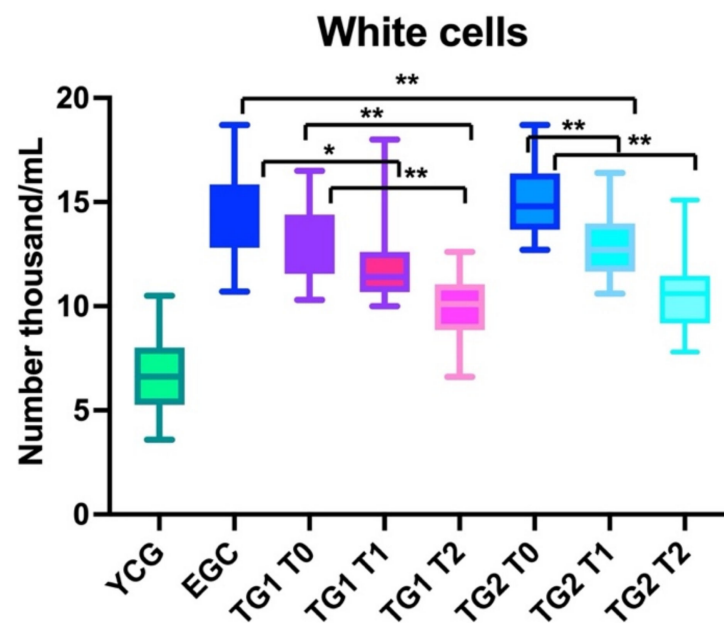 White cells
Number thousand/mL
20
15
10
5
0
**
**
*
**
**
**
YCG
EGC
TG1 T0
TG1 T1
TG1 T2
TG2 T0
TG2 T1
TG2 T2